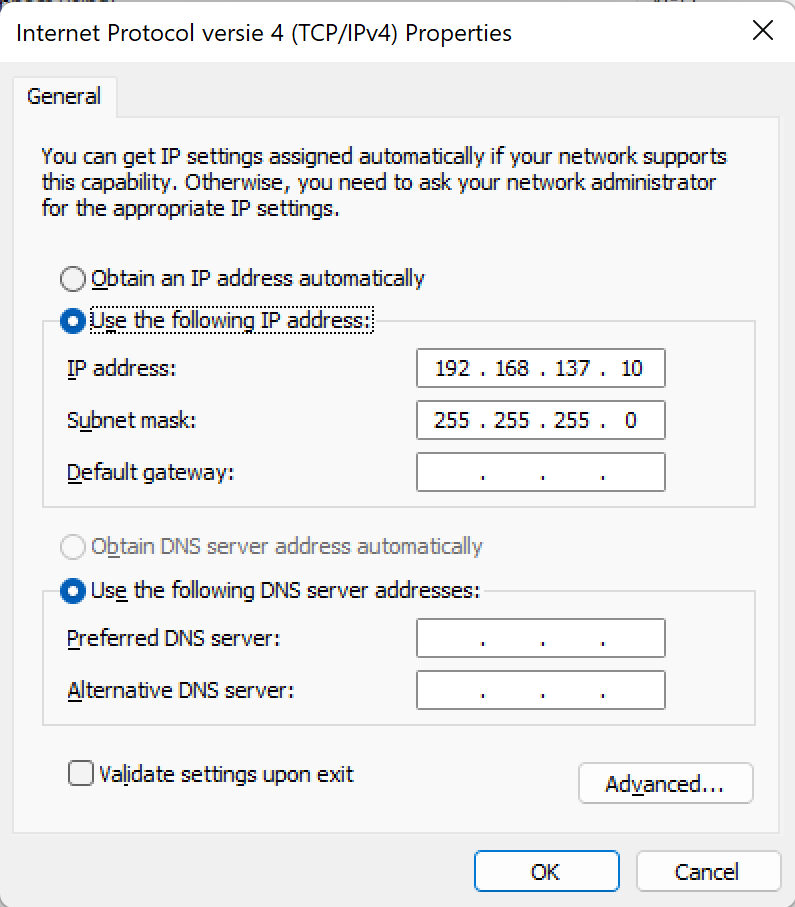 Internet Protocol versie 4 (TCP/IPv4) Properties
General
You can get IP settings assigned automatically if your network supports
this capability. Otherwise, you need to ask your network administrator
for the appropriate IP settings.
Obtain an IP address automatically
Use the following IP address:
IP address: 192 . 168 . 137 . 10
Subnet mask: 255 . 255 . 255 . 0
Default gateway: . . .
Obtain DNS server address automatically
Use the following DNS server addresses:
Preferred DNS server: . . .
Alternative DNS server: . . .
Validate settings upon exit
Advanced...
OK Cancel